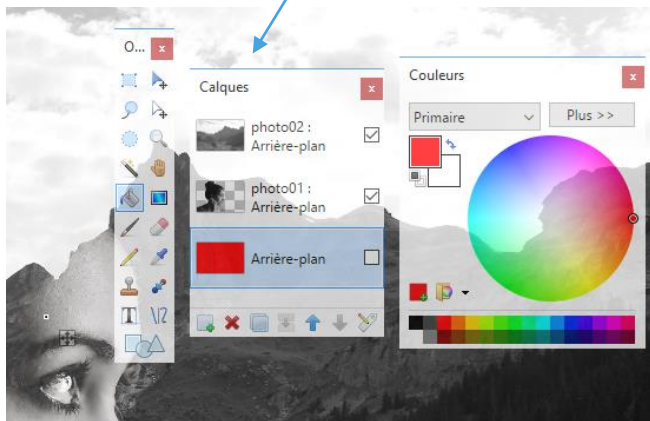 O...
Calques
photo02 :
Arrière-plan
photo01 :
Arrière-plan
Arrière-plan
Couleurs
Primaire
Plus >>